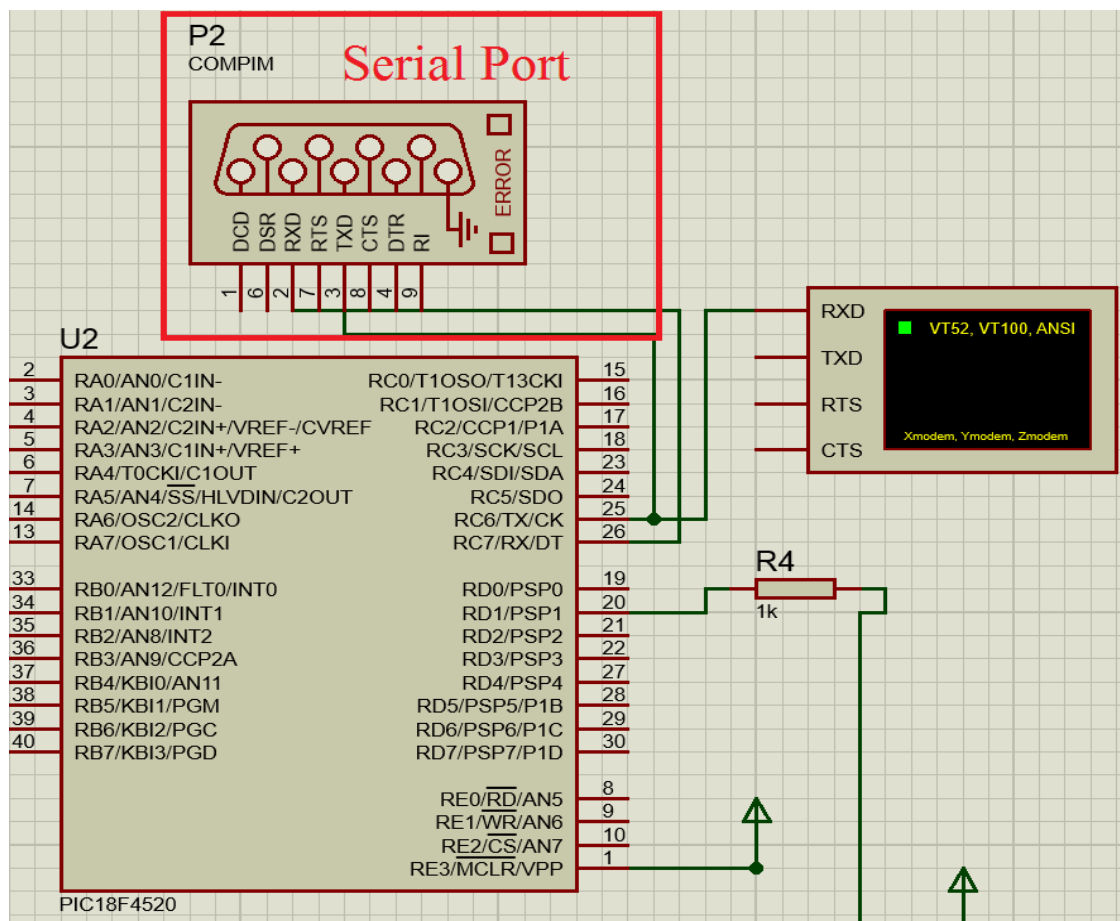 P2
COMPIM
Serial Port
ERROR
DCD
DSR
RXD
RTS
TXD
CTS
DTR
RI
1
6
2
7
3
8
4
9
U2
2 RA0/AN0/C1IN- RC0/T1OSO/T13CKI 15
3 RA1/AN1/C2IN- RC1/T1OSI/CCP2B 16
4 RA2/AN2/C2IN+/VREF-/CVREF RC2/CCP1/P1A 17
5 RA3/AN3/C1IN+/VREF+ RC3/SCK/SCL 18
6 RA4/T0CKI/C1OUT RC4/SDI/SDA 23
7 RA5/AN4/SS/HLVDIN/C2OUT RC5/SDO 24
14 RA6/OSC2/CLKO RC6/TX/CK 25
13 RA7/OSC1/CLKI RC7/RX/DT 26
33 RB0/AN12/FLT0/INT0 RD0/PSP0 19
34 RB1/AN10/INT1 RD1/PSP1 20
35 RB2/AN8/INT2 RD2/PSP2 21
36 RB3/AN9/CCP2A RD3/PSP3 22
37 RB4/KBI0/AN11 RD4/PSP4 27
38 RB5/KBI1/PGM RD5/PSP5/P1B 28
39 RB6/KBI2/PGC RD6/PSP6/P1C 29
40 RB7/KBI3/PGD RD7/PSP7/P1D 30
RE0/RD/AN5 8
RE1/WR/AN6 9
RE2/CS/AN7 10
RE3/MCLR/VPP 1
PIC18F4520
RXD
TXD
RTS
CTS
VT52, VT100, ANSI
Xmodem, Ymodem, Zmodem
R4
1k